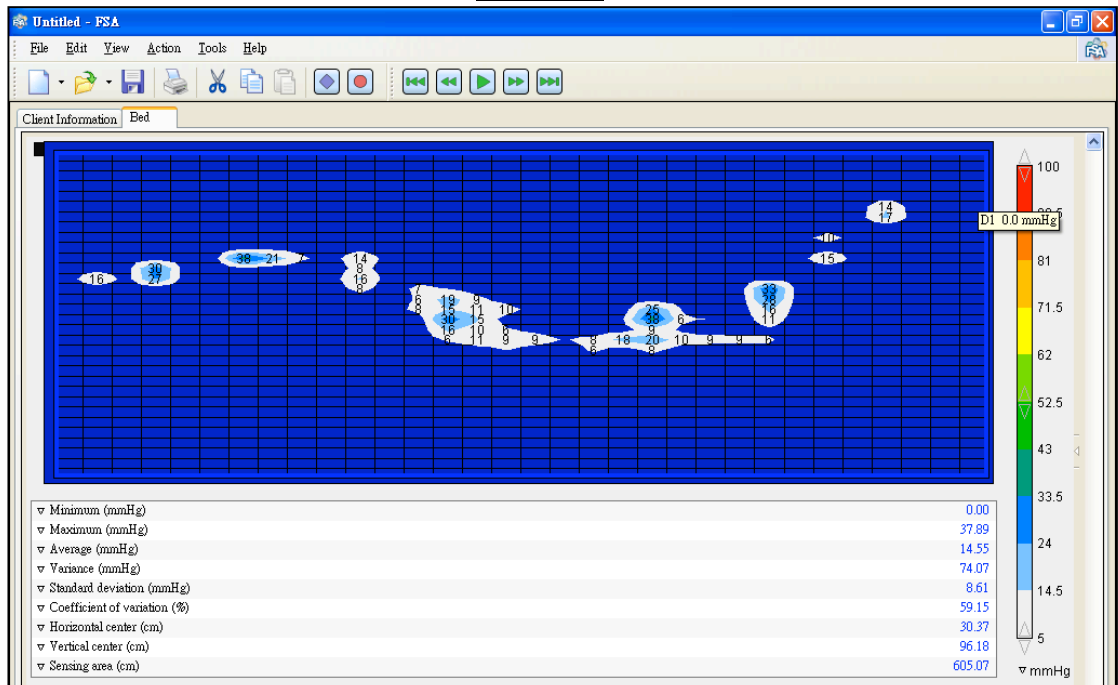 Untitled - FSA
File Edit View Action Tools Help
FSA
Client Information Bed
100
14
17
D1 0.0 mmHg
10
38 21 7 14 15
81
30 8
16 27 16
8
7 33
6 19 9 28
71.5
8 15 11 10 25 16
30 15 38 6 11
16 10 6 9
6 11 9 9 8 18 20 10 9 9 6
6 8
62
52.5
43
33.5
24
14.5
5
mmHg
Minimum (mmHg) 0.00
Maximum (mmHg) 37.89
Average (mmHg) 14.55
Variance (mmHg) 74.07
Standard deviation (mmHg) 8.61
Coefficient of variation (%) 59.15
Horizontal center (cm) 30.37
Vertical center (cm) 96.18
Sensing area (cm) 605.07